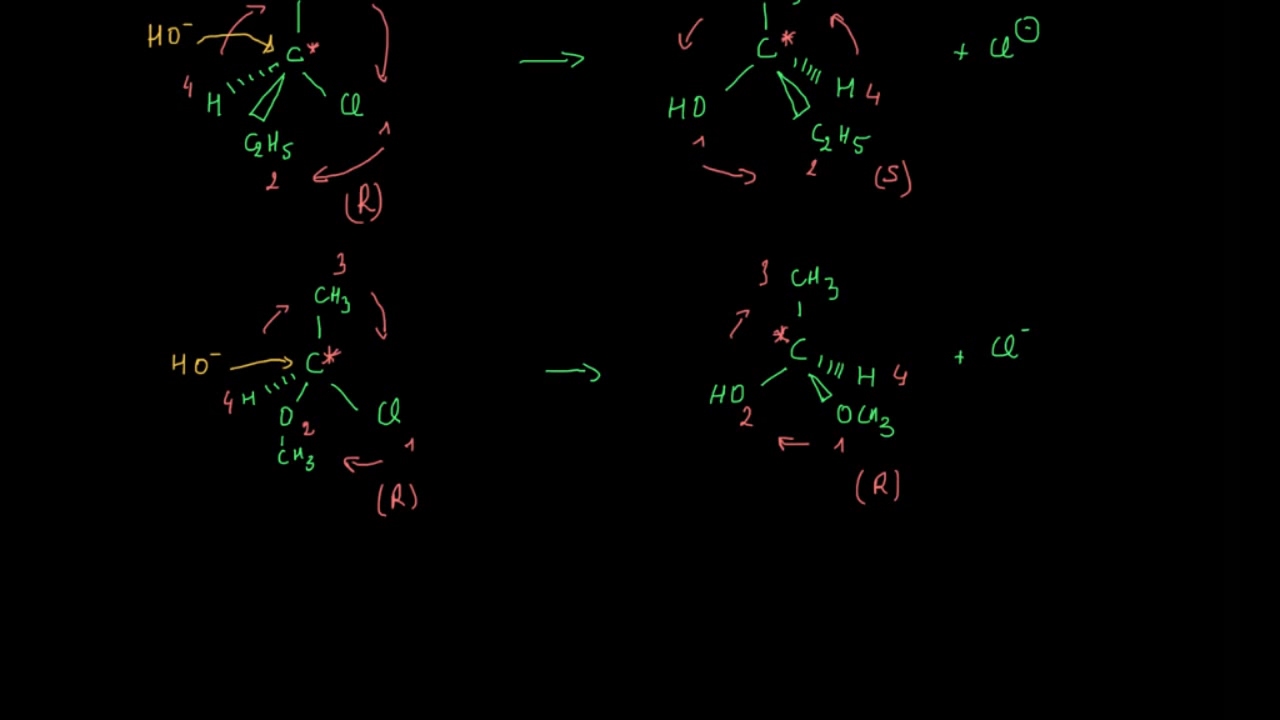 HO⁻ C* C* + Cl⊖
4 H Cl H 4
HO
C₂H₅ 1 C₂H₅
1
2 2 (S)
(R)
3 3 CH₃
CH₃
HO⁻ C* *C + Cl⁻
4 H H 4
HO
O 2 Cl 2 OCH₃
CH₃ 1 1
(R) (R)